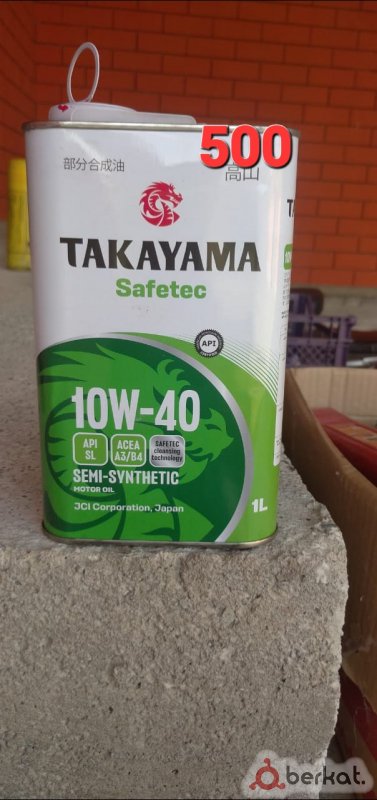 500
部分合成油
高山
TAKAYAMA
Safetec
API
10W-40
API
SL
ACEA
A3/B4
SAFETEC
cleansing
technology
SEMI-SYNTHETIC
MOTOR OIL
JCI Corporation, Japan
1L
berkat.